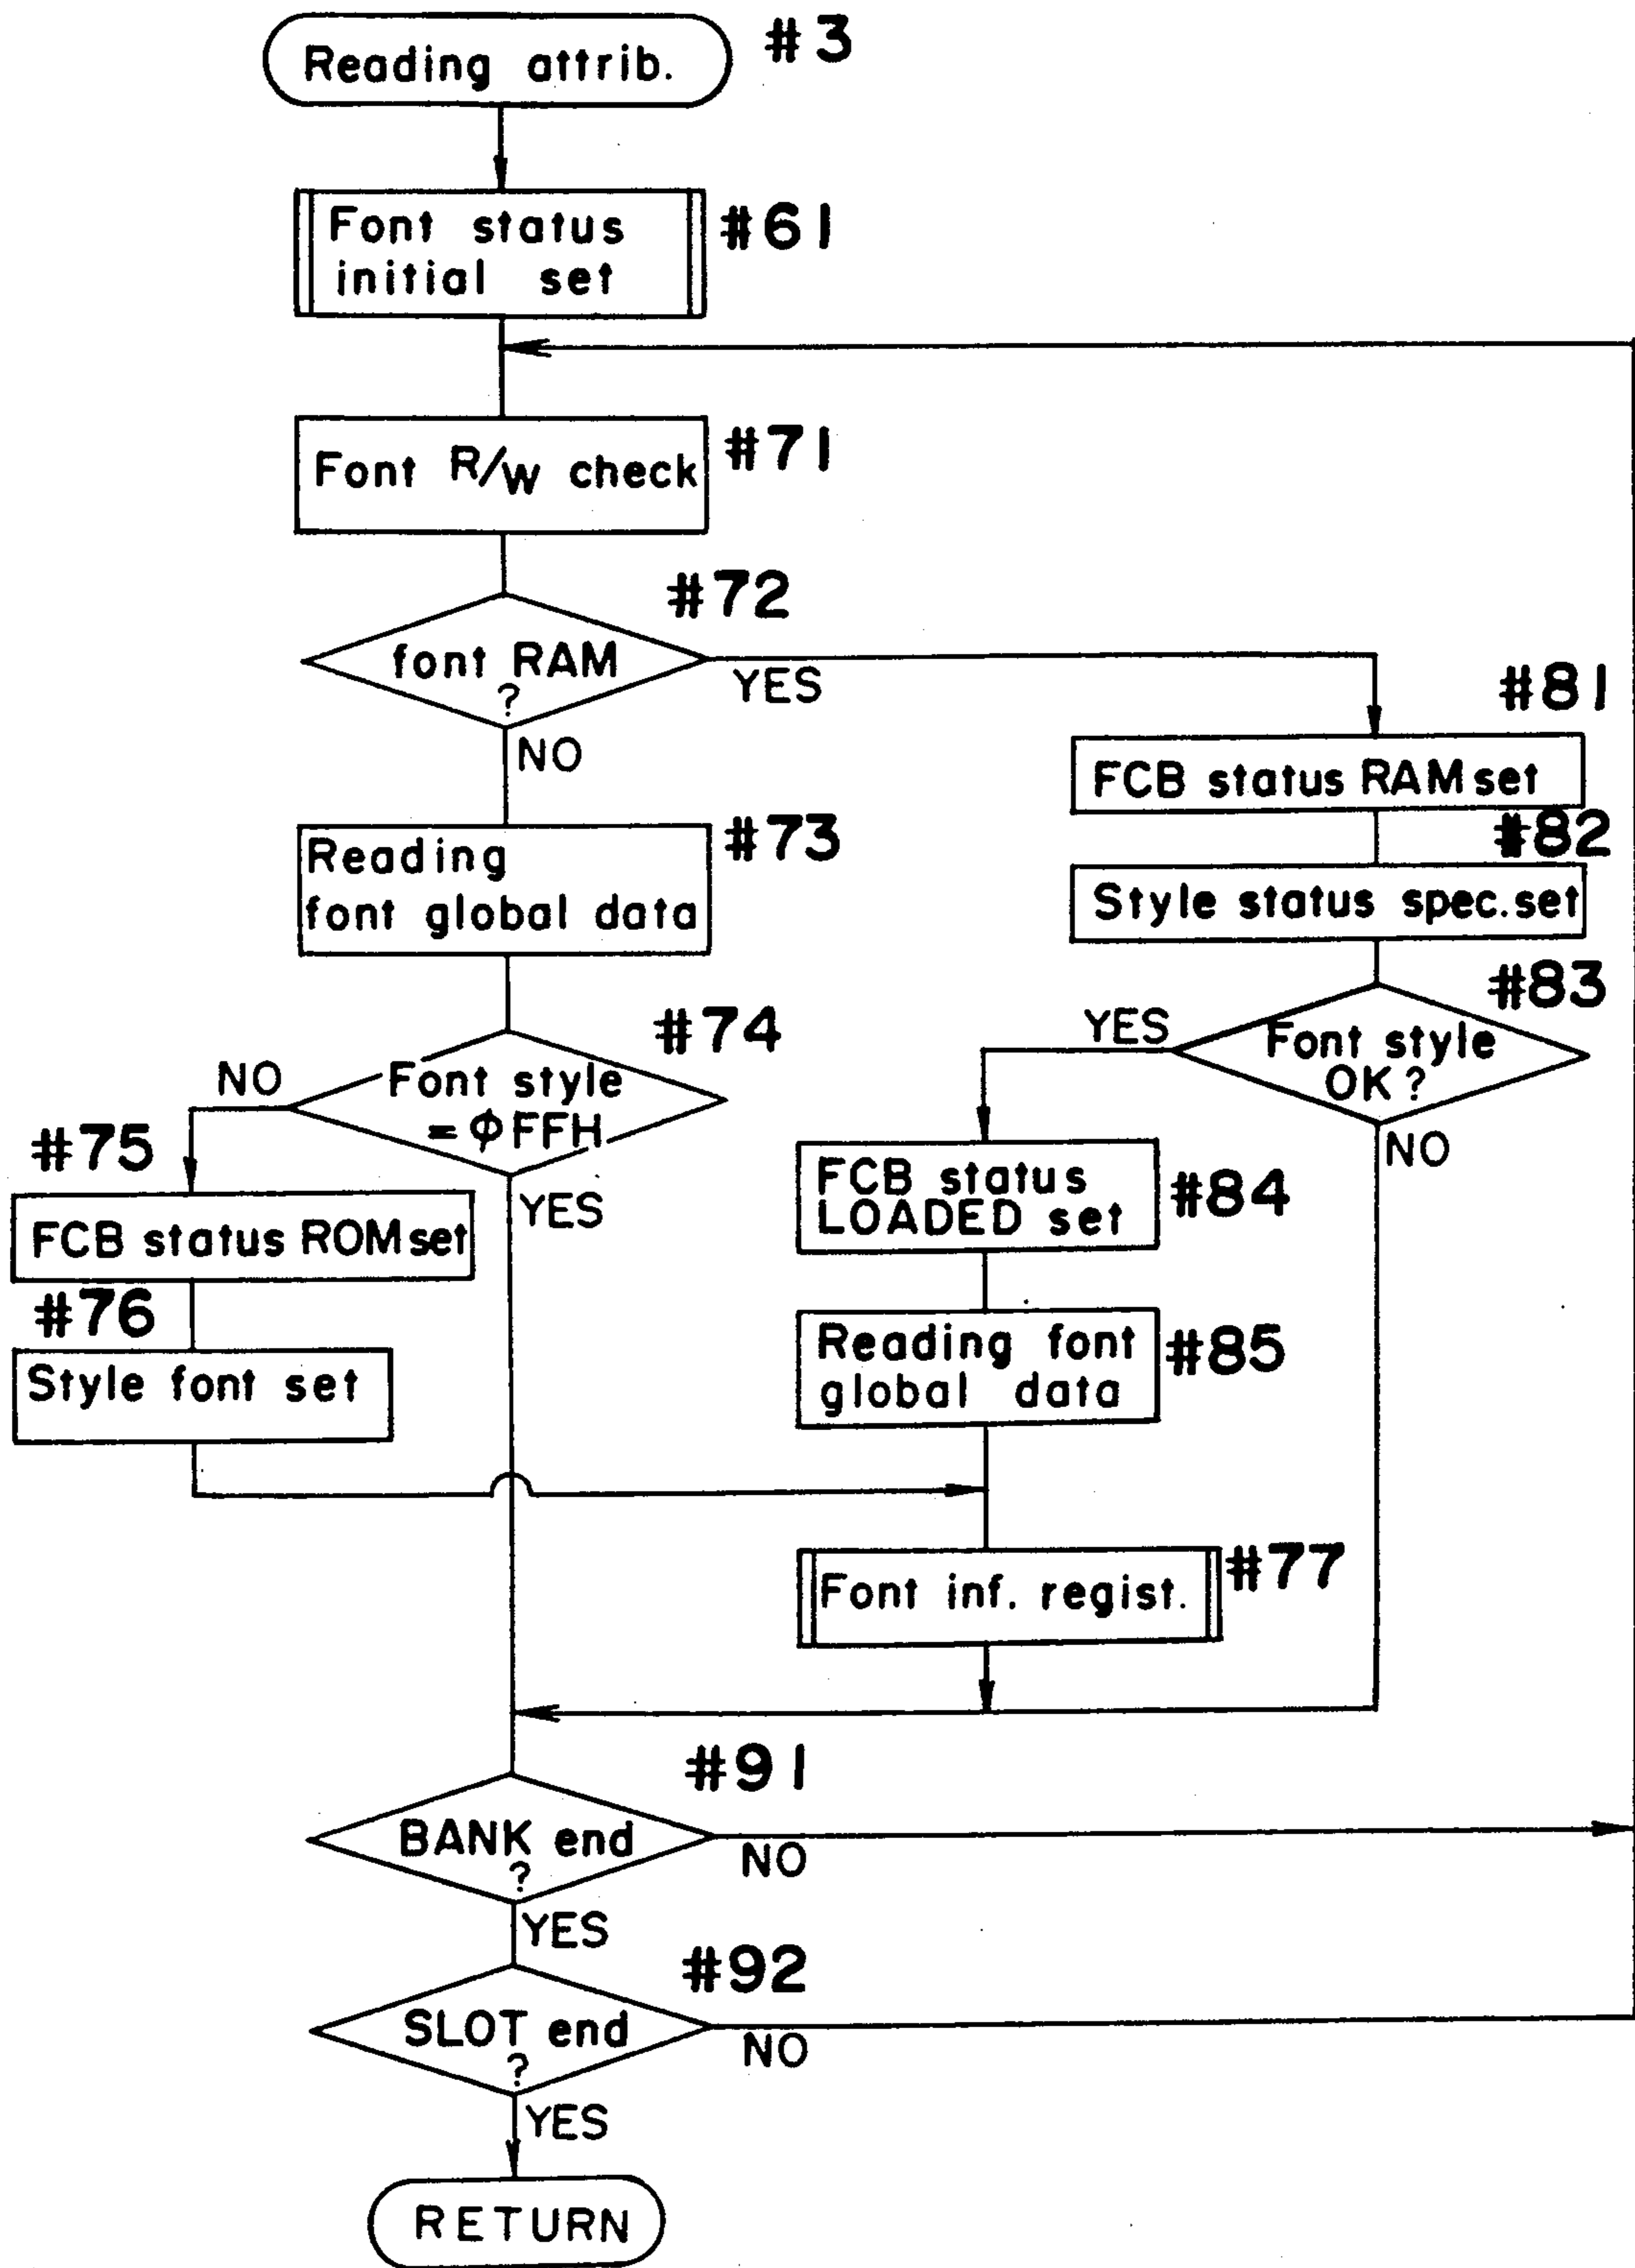 Reading attrib.
#3
Font status
initial set
#61
Font R/W check
#71
#72
font RAM
?
YES
NO
#81
FCB status RAM set
#82
Style status spec. set
#73
Reading
font global data
#83
Font style
OK?
YES
NO
#74
Font style
= φFFH
NO
YES
#75
FCB status ROM set
#76
Style font set
FCB status
LOADED set
#84
Reading font
global data
#85
Font inf. regist.
#77
#91
BANK end
?
NO
YES
#92
SLOT end
?
NO
YES
RETURN